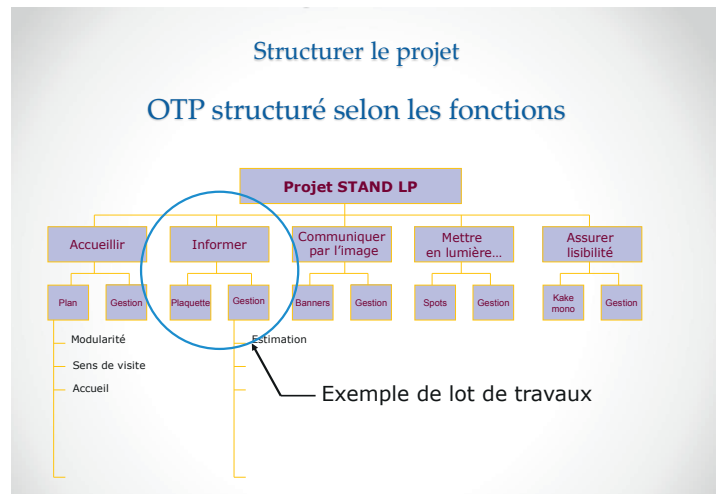 Structurer le projet
OTP structuré selon les fonctions
Projet STAND LP
Accueillir
Informer
Communiquer
par l'image
Mettre
en lumière...
Assurer
lisibilité
Plan
Gestion
Plaquette
Gestion
Banners
Gestion
Spots
Gestion
Kake
mono
Gestion
Modularité
Sens de visite
Accueil
Estimation
Exemple de lot de travaux